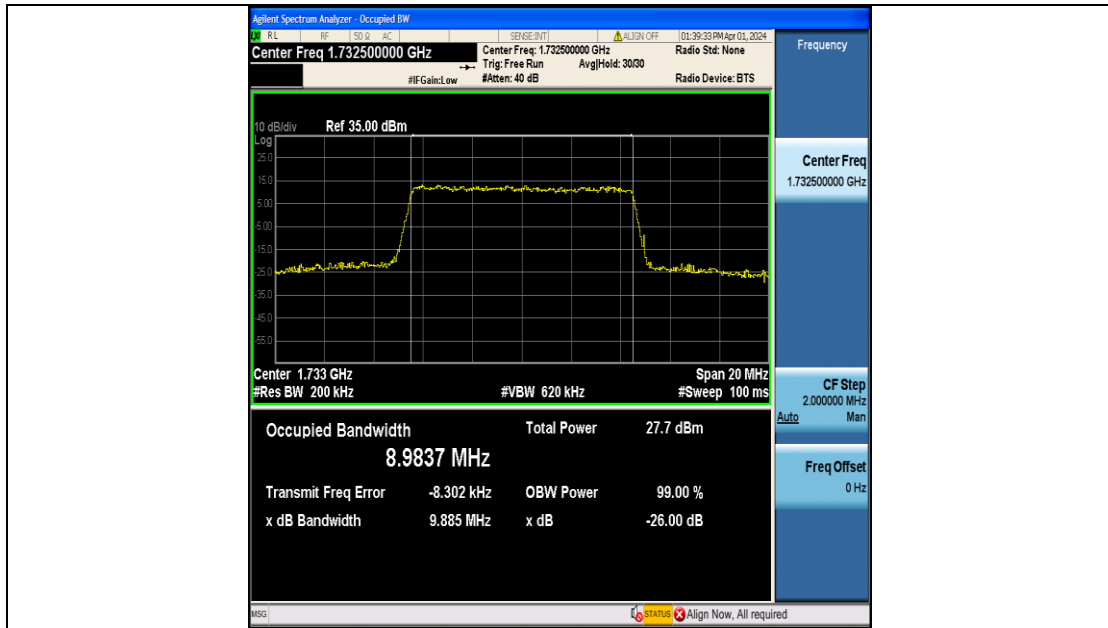 Agilent Spectrum Analyzer - Occupied BW
RL RF 50 Ω AC SENSE:INT ALIGN OFF 01:39:33 PM Apr 01, 2024
Center Freq 1.732500000 GHz
Center Freq: 1.732500000 GHz Radio Std: None
Trig: Free Run Avg|Hold: 30/30
#IFGain:Low #Atten: 40 dB Radio Device: BTS
10 dB/div Ref 35.00 dBm
Log
25.0
15.0
5.00
-5.00
-15.0
-25.0
-35.0
-45.0
-55.0
Center 1.733 GHz Span 20 MHz
#Res BW 200 kHz #VBW 620 kHz #Sweep 100 ms
Occupied Bandwidth Total Power 27.7 dBm
8.9837 MHz
Transmit Freq Error -8.302 kHz OBW Power 99.00 %
x dB Bandwidth 9.885 MHz x dB -26.00 dB
Frequency
Center Freq
1.732500000 GHz
CF Step
2.000000 MHz
Auto Man
Freq Offset
0 Hz
MSG STATUS Align Now, All required